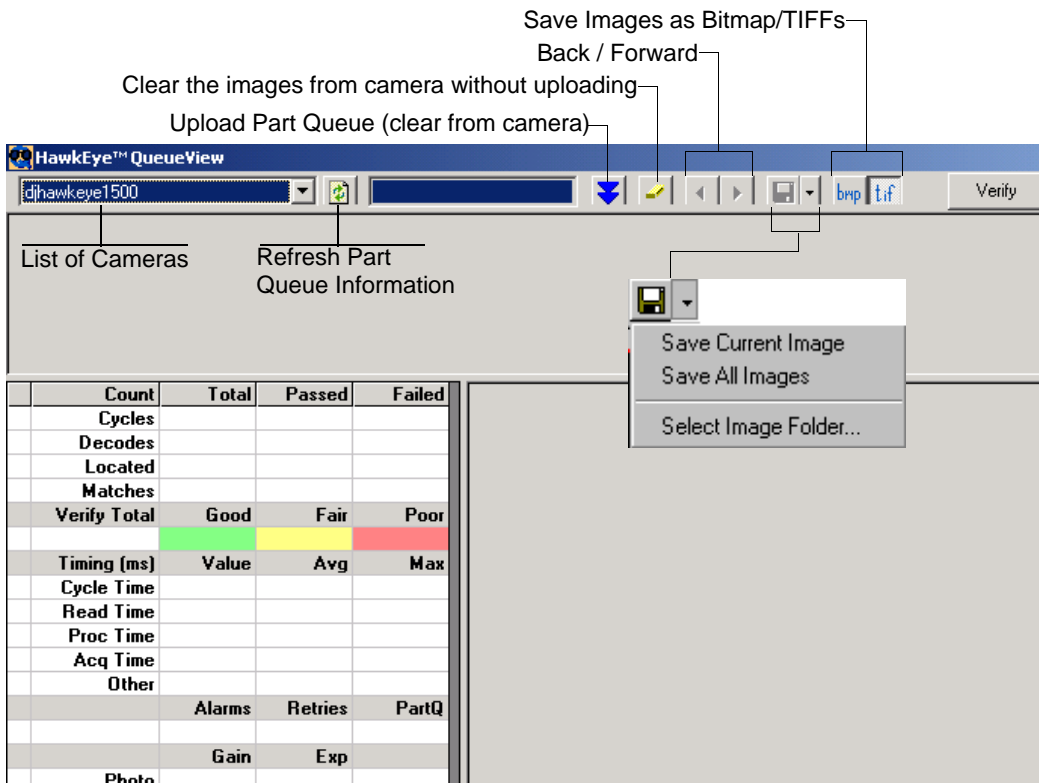 Save Images as Bitmap/TIFFs
Back / Forward
Clear the images from camera without uploading
Upload Part Queue (clear from camera)
HawkEye™ QueueView
djhawkeye1500
bmp tif Verify
List of Cameras
Refresh Part
Queue Information
Save Current Image
Save All Images
Select Image Folder...
Count Total Passed Failed
Cycles
Decodes
Located
Matches
Verify Total Good Fair Poor
Timing (ms) Value Avg Max
Cycle Time
Read Time
Proc Time
Acq Time
Other
Alarms Retries PartQ
Gain Exp
Photo